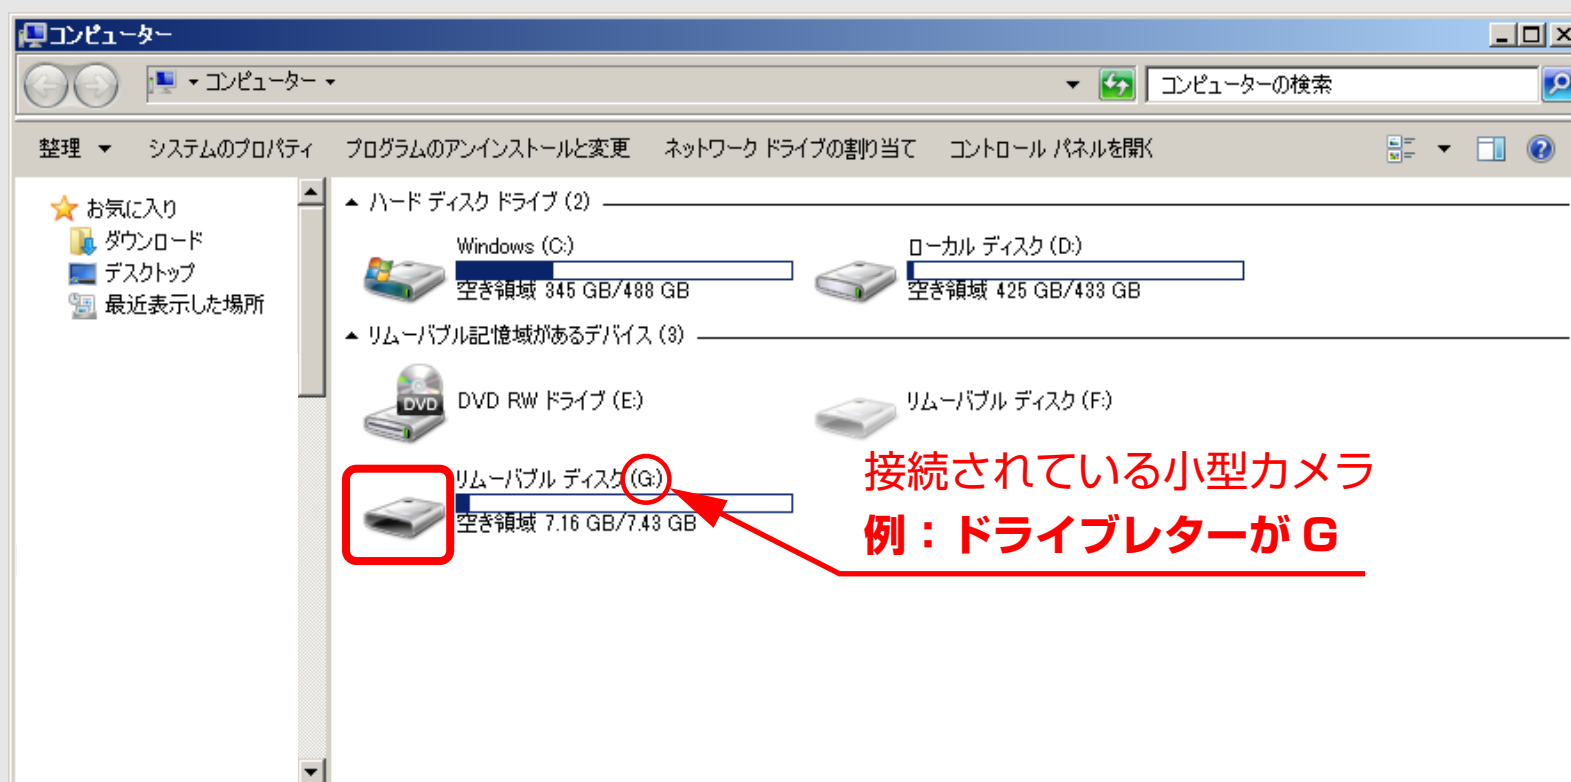 コンピューター
コンピューター
コンピューターの検索
整理 システムのプロパティ プログラムのアンインストールと変更 ネットワーク ドライブの割り当て コントロール パネルを開く
お気に入り
ダウンロード
デスクトップ
最近表示した場所
ハード ディスク ドライブ (2)
Windows (C:)
空き領域 345 GB/488 GB
ローカル ディスク (D:)
空き領域 425 GB/433 GB
リムーバブル記憶域があるデバイス (3)
DVD
DVD RW ドライブ (E:)
リムーバブル ディスク (F:)
リムーバブル ディスク (G:)
空き領域 7.16 GB/7.43 GB
接続されている小型カメラ
例：ドライブレターが G